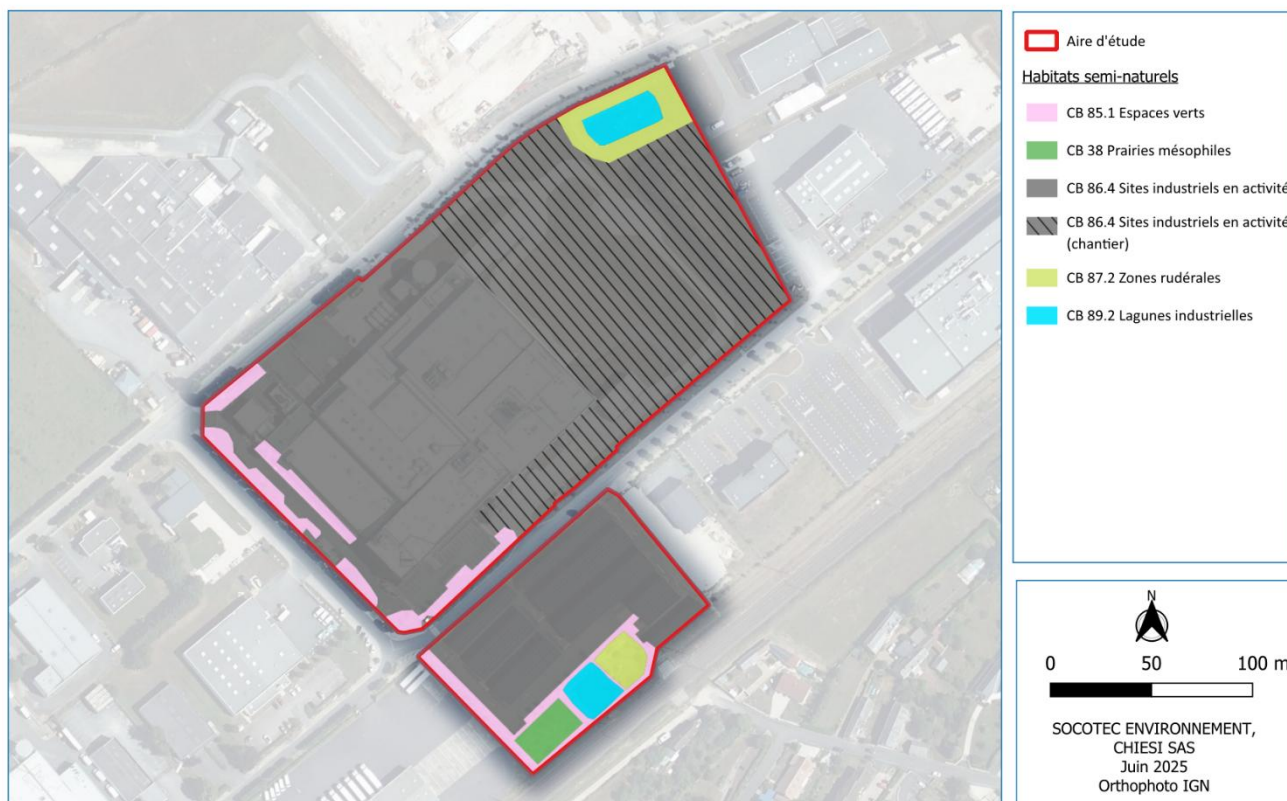 Aire d'étude
Habitats semi-naturels
CB 85.1 Espaces verts
CB 38 Prairies mésophiles
CB 86.4 Sites industriels en activité
CB 86.4 Sites industriels en activité
(chantier)
CB 87.2 Zones rudérales
CB 89.2 Lagunes industrielles
N
0 50 100 m
SOCOTEC ENVIRONNEMENT,
CHIESI SAS
Juin 2025
Orthophoto IGN